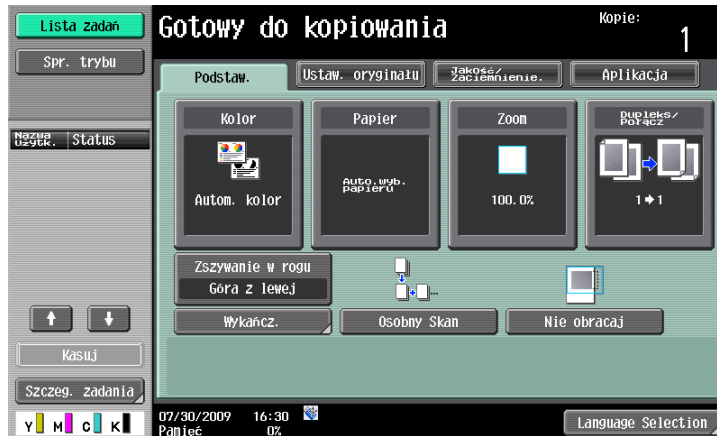 Lista zadań
Gotowy do kopiowania
Kopie:
1
Spr. trybu
Podstaw.
Ustaw. oryginału
Jakość/
zaciemnienie.
Aplikacja
Nazwa
użytk.
Status
Kolor
Papier
Zoom
Dupleks/
Połącz
Autom. kolor
Auto.wyb.
papieru
100.0%
1→1
Zszywanie w rogu
Góra z lewej
Wykańcz.
Osobny Skan
Nie obracaj
Kasuj
Szczeg. zadania
Y M C K
07/30/2009 16:30
Pamięć 0%
Language Selection